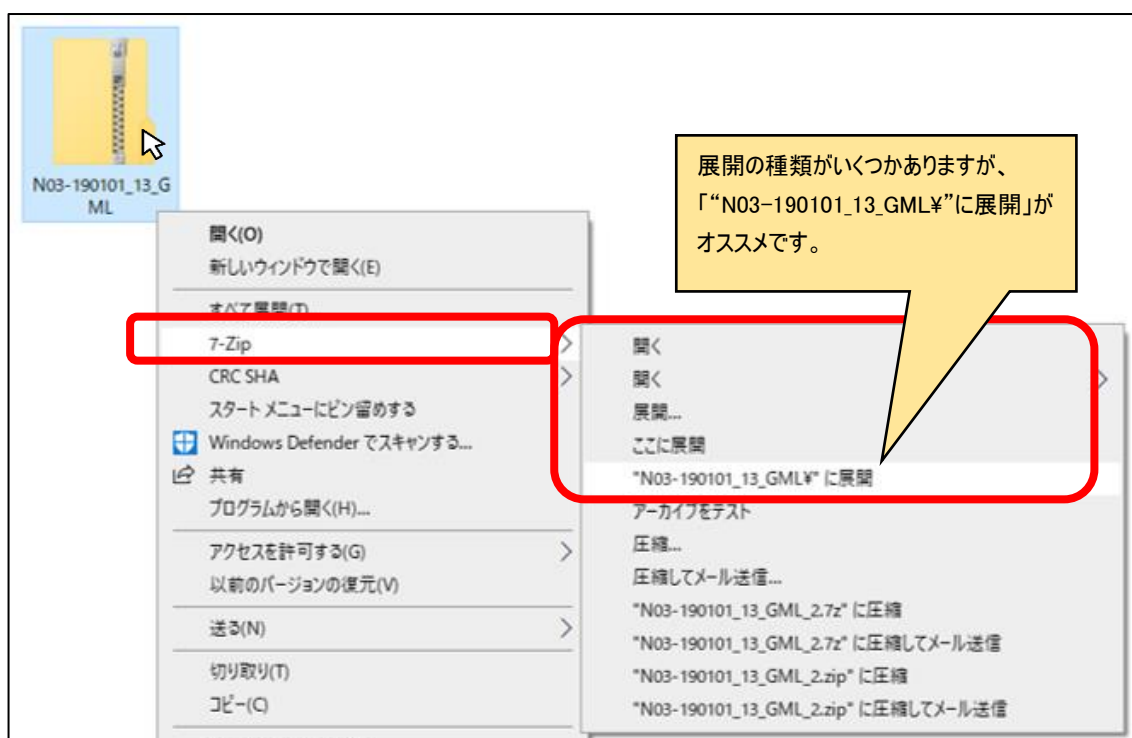 N03-190101_13_G
ML
展開の種類がいくつかありますが、
「“N03-190101_13_GML¥”に展開」が
オススメです。
開く(O)
新しいウィンドウで開く(E)
すべて展開(T)
7-Zip
CRC SHA
スタート メニューにピン留めする
Windows Defender でスキャンする...
共有
プログラムから開く(H)...
アクセスを許可する(G)
以前のバージョンの復元(V)
送る(N)
切り取り(T)
コピー(C)
開く
開く
展開...
ここに展開
"N03-190101_13_GML¥" に展開
アーカイブをテスト
圧縮...
圧縮してメール送信...
"N03-190101_13_GML_2.7z" に圧縮
"N03-190101_13_GML_2.7z" に圧縮してメール送信
"N03-190101_13_GML_2.zip" に圧縮
"N03-190101_13_GML_2.zip" に圧縮してメール送信